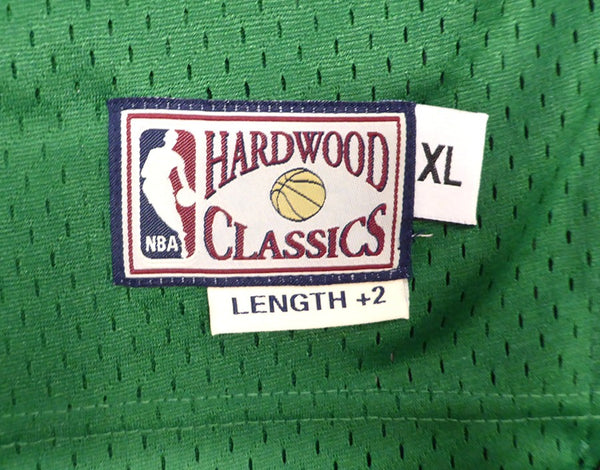 HARDWOOD
CLASSICS
NBA
XL
LENGTH +2